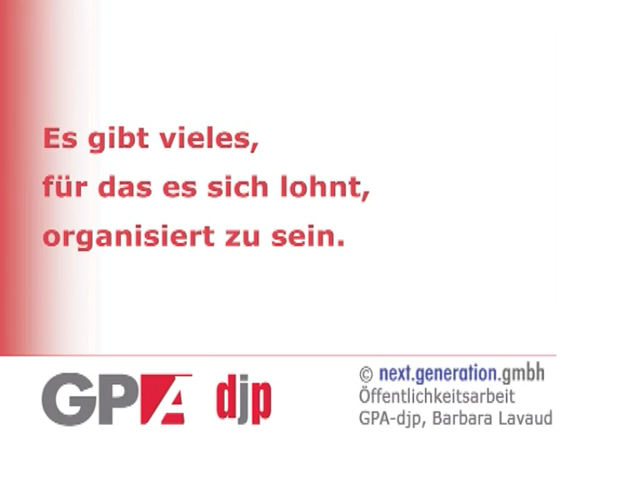 Es gibt vieles,
für das es sich lohnt,
organisiert zu sein.
GPA djp
© next.generation.gmbh
Öffentlichkeitsarbeit
GPA-djp, Barbara Lavaud